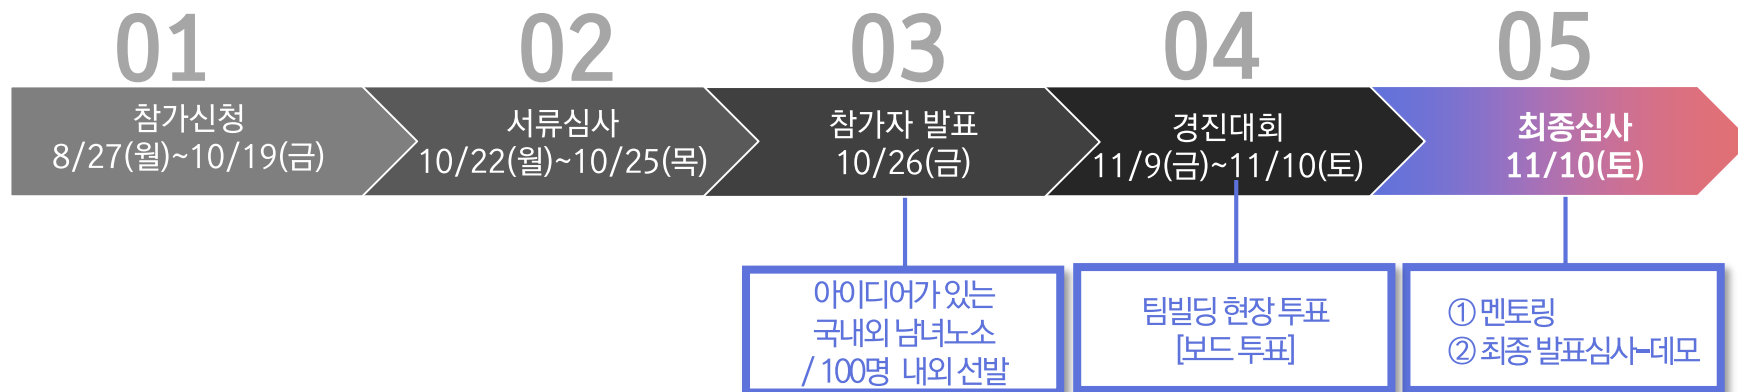 01
참가신청
8/27(월)~10/19(금)
02
서류심사
10/22(월)~10/25(목)
03
참가자 발표
10/26(금)
04
경진대회
11/9(금)~11/10(토)
05
최종심사
11/10(토)
아이디어가 있는
국내외 남녀노소
/ 100명 내외 선발
팀빌딩 현장 투표
[보드 투표]
① 멘토링
② 최종 발표심사-데모